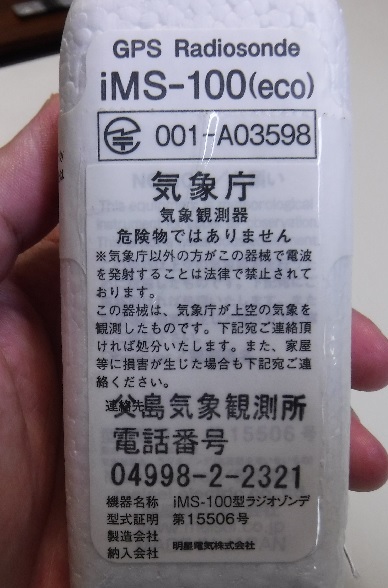 GPS Radiosonde
iMS-100(eco)
001-A03598
気象庁
気象観測器
危険物ではありません
※気象庁以外の方がこの器械で電波
を発射することは法律で禁止されて
おります。
この器械は、気象庁が上空の気象を
観測したものです。下記宛ご連絡頂
ければ処分いたします。また、家屋
等に損害が生じた場合も下記宛ご連
絡ください。
連絡先
父島気象観測所
電話番号
04998-2-2321
機器名称 iMS-100型ラジオゾンデ
型式証明 第15506号
製造会社
納入会社 明星電気株式会社